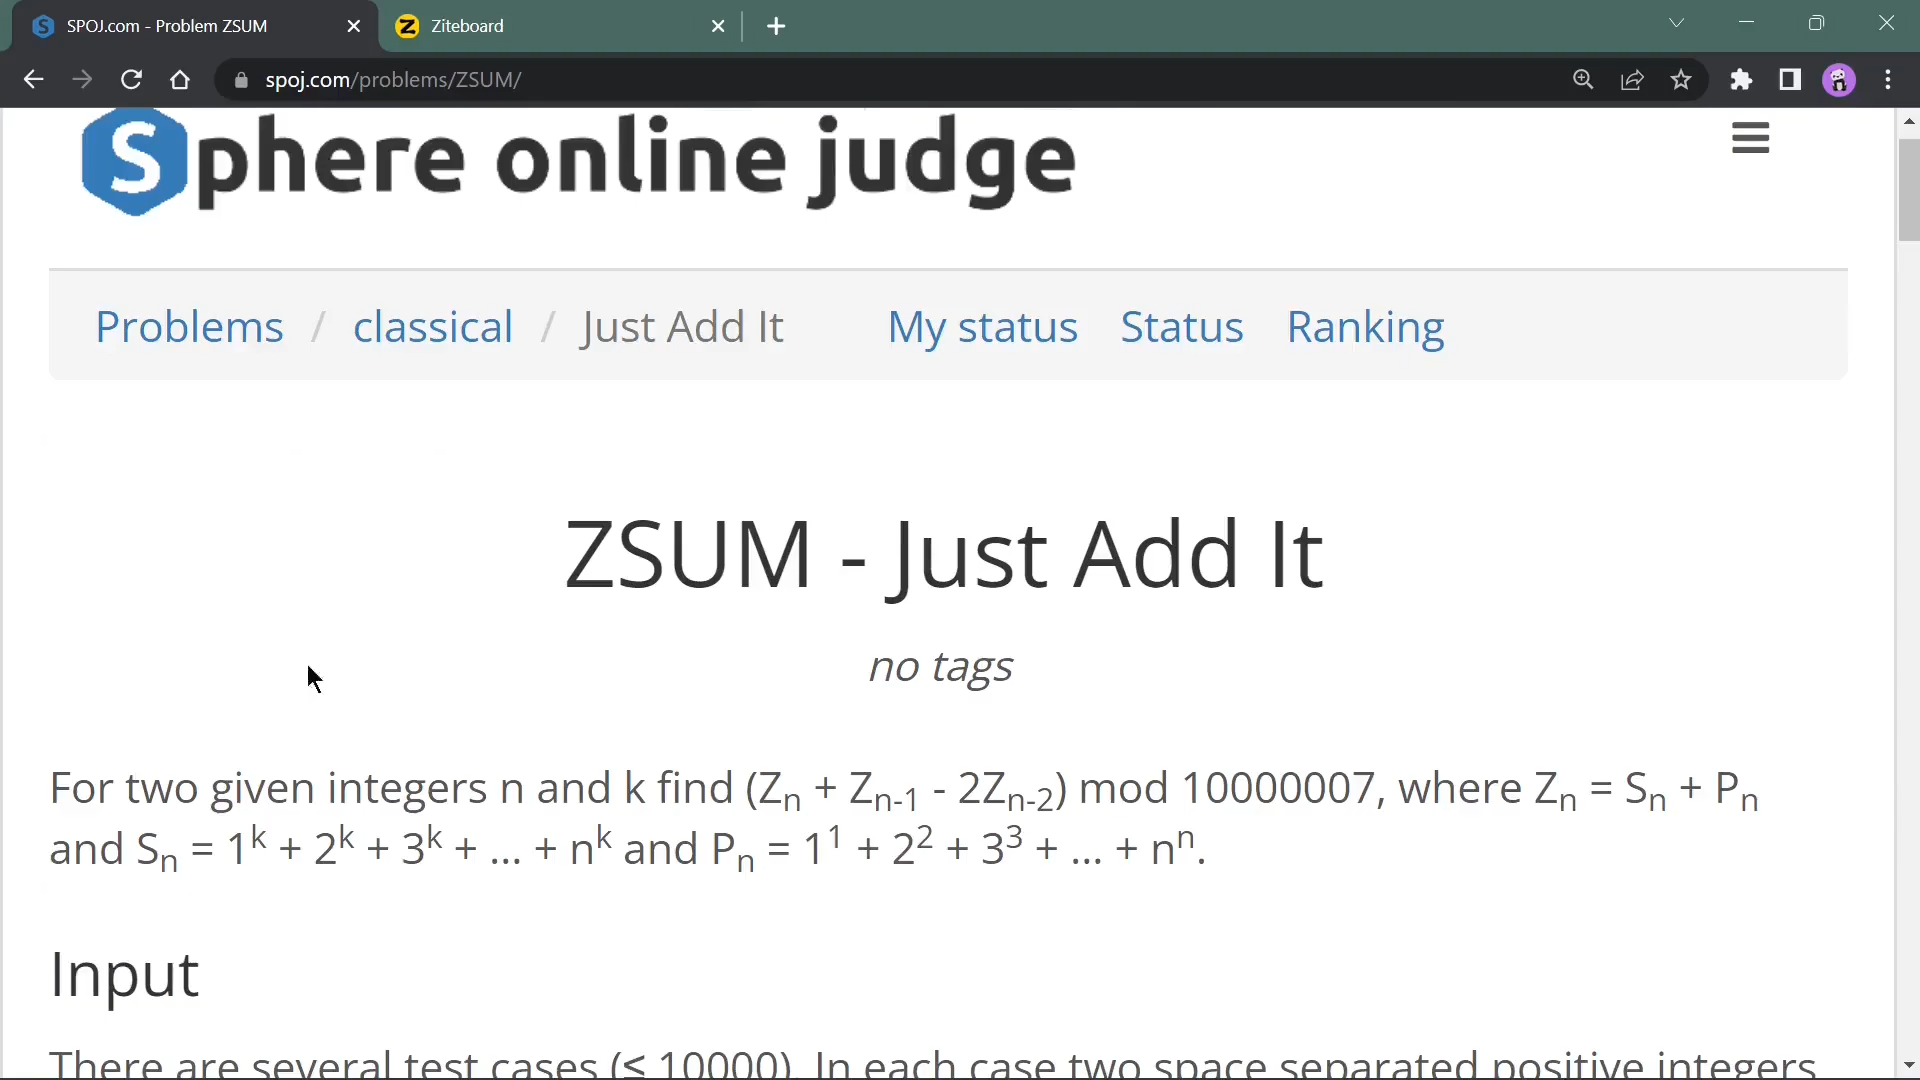 SPOJ.com - Problem ZSUM
Ziteboard
spoj.com/problems/ZSUM/
Sphere online judge
Problems / classical / Just Add It My status Status Ranking
ZSUM - Just Add It
no tags
For two given integers n and k find (Zₙ + Zₙ₋₁ - 2Zₙ₋₂) mod 10000007, where Zₙ = Sₙ + Pₙ
and Sₙ = 1ᵏ + 2ᵏ + 3ᵏ + ... + nᵏ and Pₙ = 1¹ + 2² + 3³ + ... + nⁿ.
Input
There are several test cases (≤ 10000). In each case two space separated positive integers